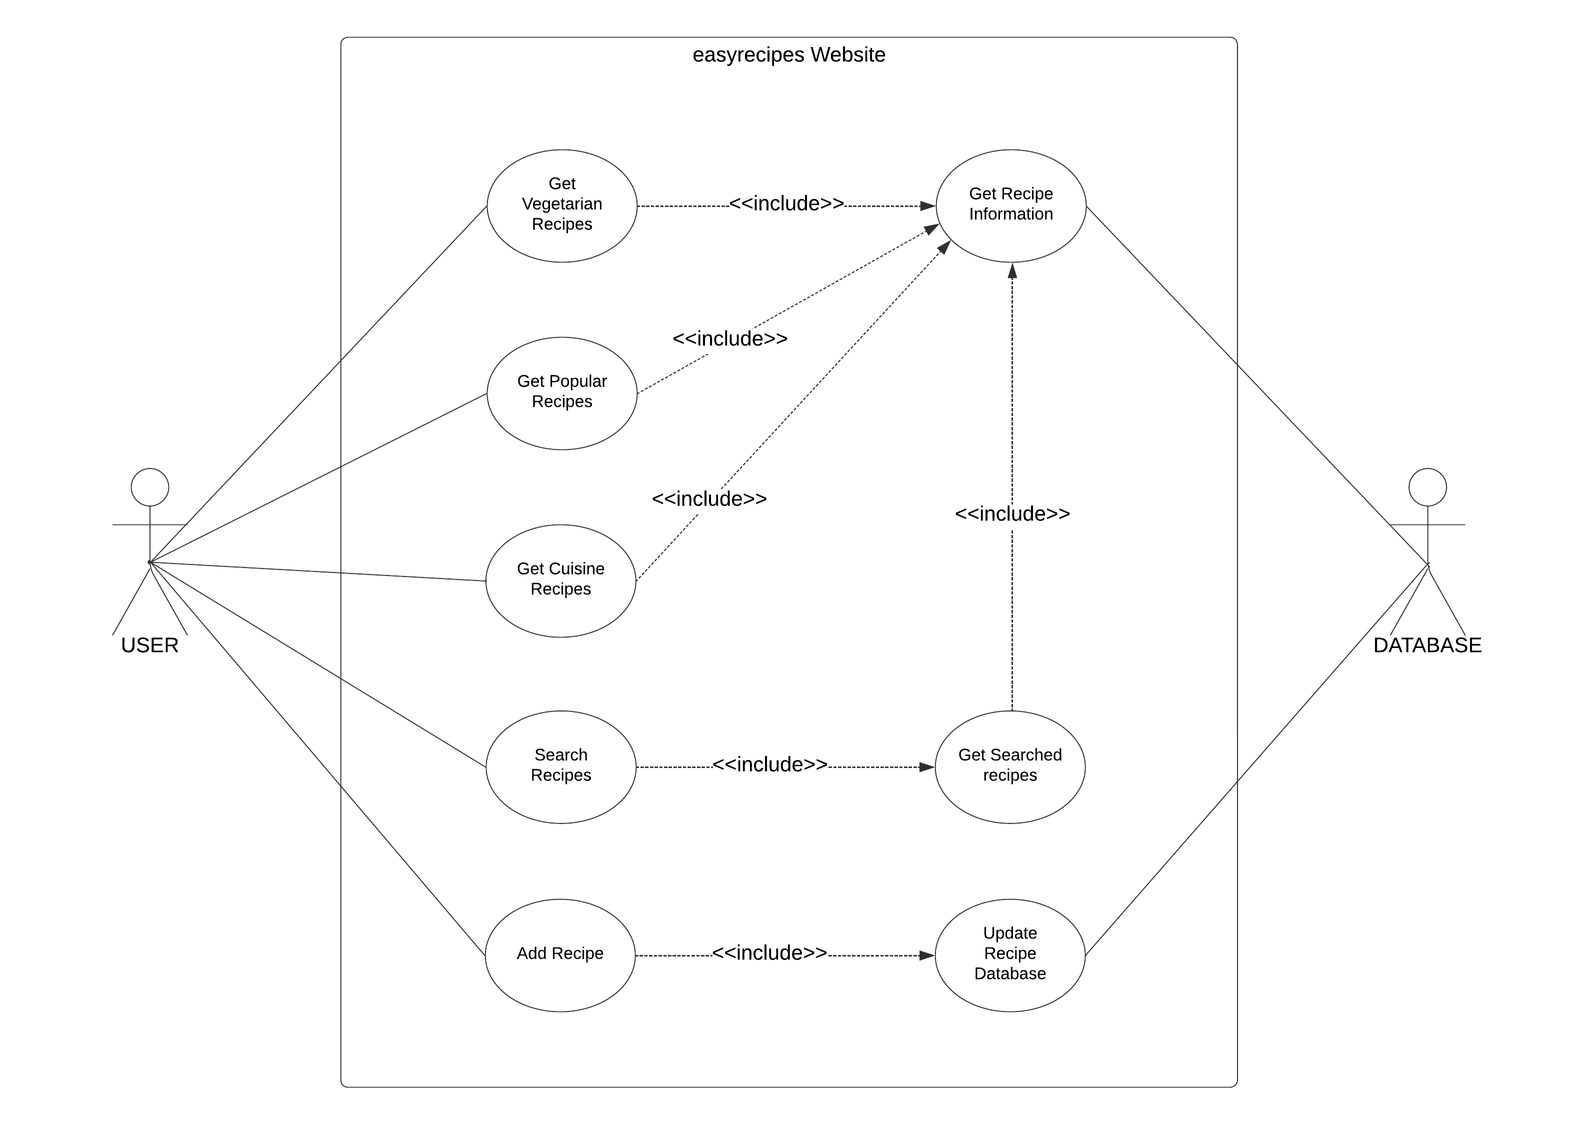 easyrecipes Website
Get
Vegetarian
Recipes
<<include>>
Get Recipe
Information
<<include>>
Get Popular
Recipes
<<include>>
<<include>>
Get Cuisine
Recipes
USER
DATABASE
Search
Recipes
<<include>>
Get Searched
recipes
Add Recipe
<<include>>
Update
Recipe
Database